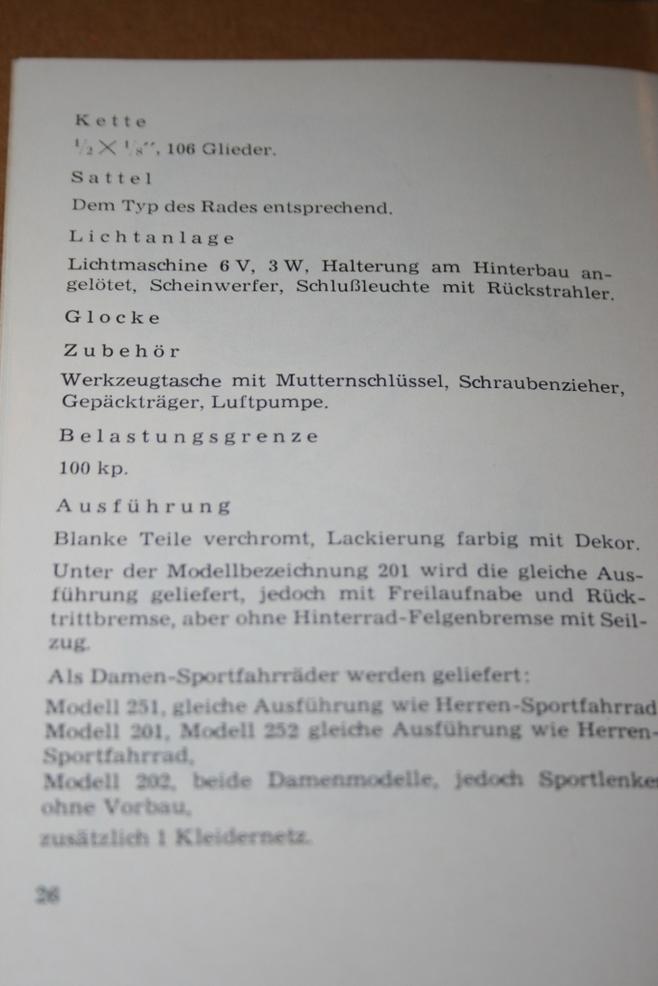 Kette
1/2 × 1/8″, 106 Glieder.
Sattel
Dem Typ des Rades entsprechend.
Lichtanlage
Lichtmaschine 6 V, 3 W, Halterung am Hinterbau an-
gelötet, Scheinwerfer, Schlußleuchte mit Rückstrahler.
Glocke
Zubehör
Werkzeugtasche mit Mutternschlüssel, Schraubenzieher,
Gepäckträger, Luftpumpe.
Belastungsgrenze
100 kp.
Ausführung
Blanke Teile verchromt, Lackierung farbig mit Dekor.
Unter der Modellbezeichnung 201 wird die gleiche Aus-
führung geliefert, jedoch mit Freilaufnabe und Rück-
trittbremse, aber ohne Hinterrad-Felgenbremse mit Seil-
zug.
Als Damen-Sportfahrräder werden geliefert:
Modell 251, gleiche Ausführung wie Herren-Sportfahrrad
Modell 201, Modell 252 gleiche Ausführung wie Herren-
Sportfahrrad,
Modell 202, beide Damenmodelle, jedoch Sportlenker
ohne Vorbau,
zusätzlich 1 Kleidernetz.
26